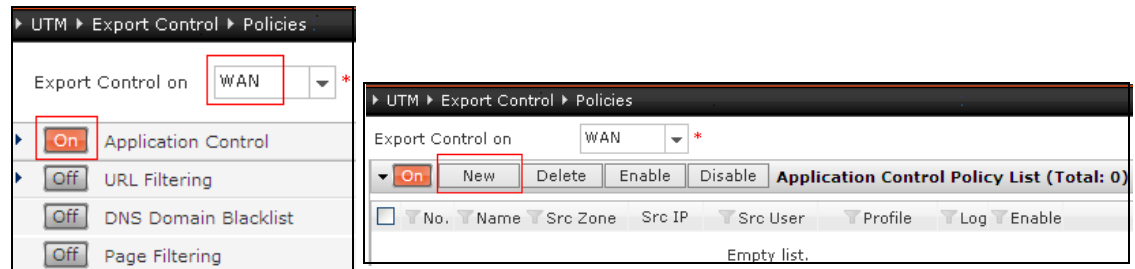 UTM Export Control Policies
Export Control on WAN *
On Application Control
Off URL Filtering
Off DNS Domain Blacklist
Off Page Filtering
UTM Export Control Policies
Export Control on WAN *
On New Delete Enable Disable Application Control Policy List (Total: 0)
No. Name Src Zone Src IP Src User Profile Log Enable
Empty list.